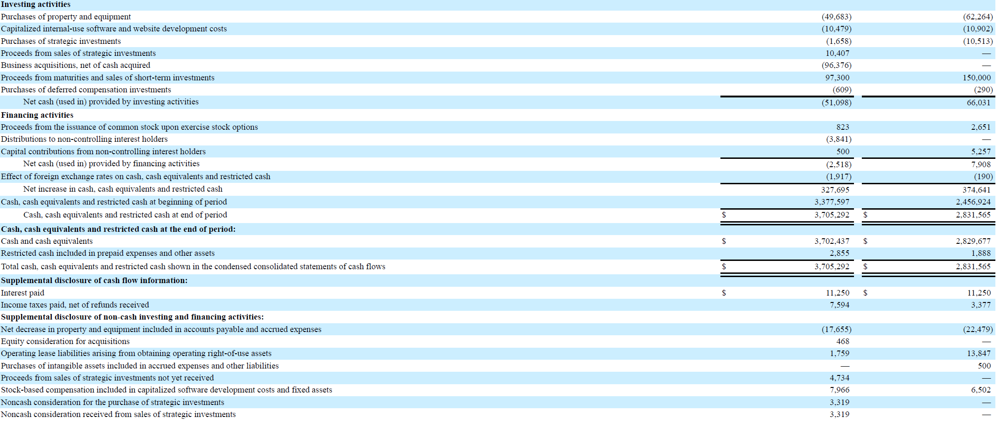 Investing activities
Purchases of property and equipment (49,683) (62,264)
Capitalized internal-use software and website development costs (10,479) (10,902)
Purchases of strategic investments (1,658) (10,513)
Proceeds from sales of strategic investments 10,407 —
Business acquisitions, net of cash acquired (96,376) —
Proceeds from maturities and sales of short-term investments 97,300 150,000
Purchases of deferred compensation investments (609) (290)
Net cash (used in) provided by investing activities (51,098) 66,031
Financing activities
Proceeds from the issuance of common stock upon exercise stock options 823 2,651
Distributions to non-controlling interest holders (3,841) —
Capital contributions from non-controlling interest holders 500 5,257
Net cash (used in) provided by financing activities (2,518) 7,908
Effect of foreign exchange rates on cash, cash equivalents and restricted cash (1,917) (190)
Net increase in cash, cash equivalents and restricted cash 327,695 374,641
Cash, cash equivalents and restricted cash at beginning of period 3,377,597 2,456,924
Cash, cash equivalents and restricted cash at end of period $ 3,705,292 $ 2,831,565
Cash, cash equivalents and restricted cash at the end of period:
Cash and cash equivalents $ 3,702,437 $ 2,829,677
Restricted cash included in prepaid expenses and other assets 2,855 1,888
Total cash, cash equivalents and restricted cash shown in the condensed consolidated statements of cash flows $ 3,705,292 $ 2,831,565
Supplemental disclosure of cash flow information:
Interest paid $ 11,250 $ 11,250
Income taxes paid, net of refunds received 7,594 3,377
Supplemental disclosure of non-cash investing and financing activities:
Net decrease in property and equipment included in accounts payable and accrued expenses (17,655) (22,479)
Equity consideration for acquisitions 468 —
Operating lease liabilities arising from obtaining operating right-of-use assets 1,759 13,847
Purchases of intangible assets included in accrued expenses and other liabilities — 500
Proceeds from sales of strategic investments not yet received 4,734 —
Stock-based compensation included in capitalized software development costs and fixed assets 7,966 6,502
Noncash consideration for the purchase of strategic investments 3,319 —
Noncash consideration received from sales of strategic investments 3,319 —